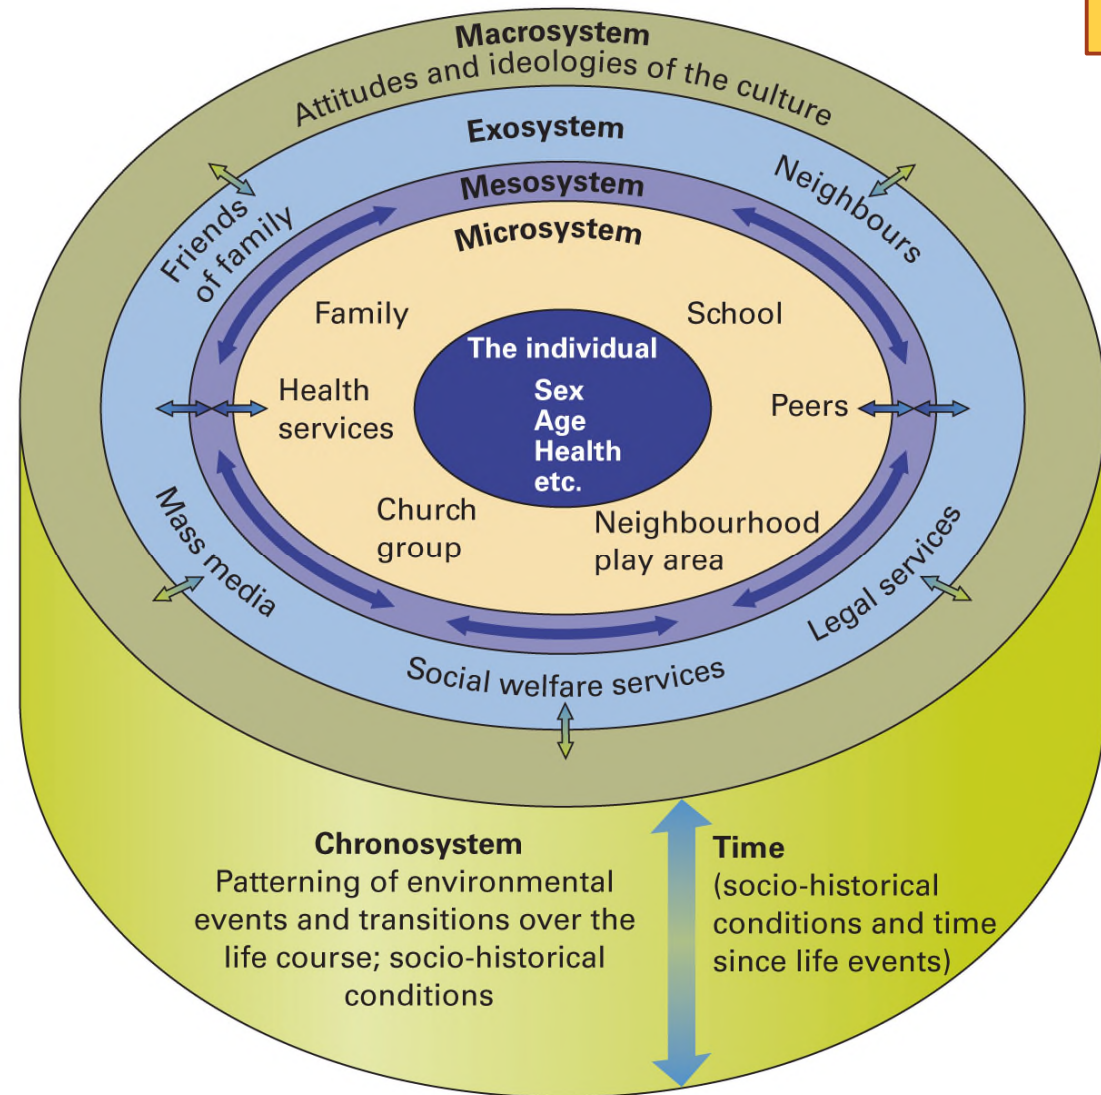 Macrosystem
Attitudes and ideologies of the culture
Exosystem
Mesosystem
Microsystem
Friends
of family
Neighbours
Family
School
The individual
Sex
Age
Health
etc.
Health
services
Peers
Church
group
Neighbourhood
play area
Mass media
Legal services
Social welfare services
Chronosystem
Patterning of environmental
events and transitions over the
life course; socio-historical
conditions
Time
(socio-historical
conditions and time
since life events)